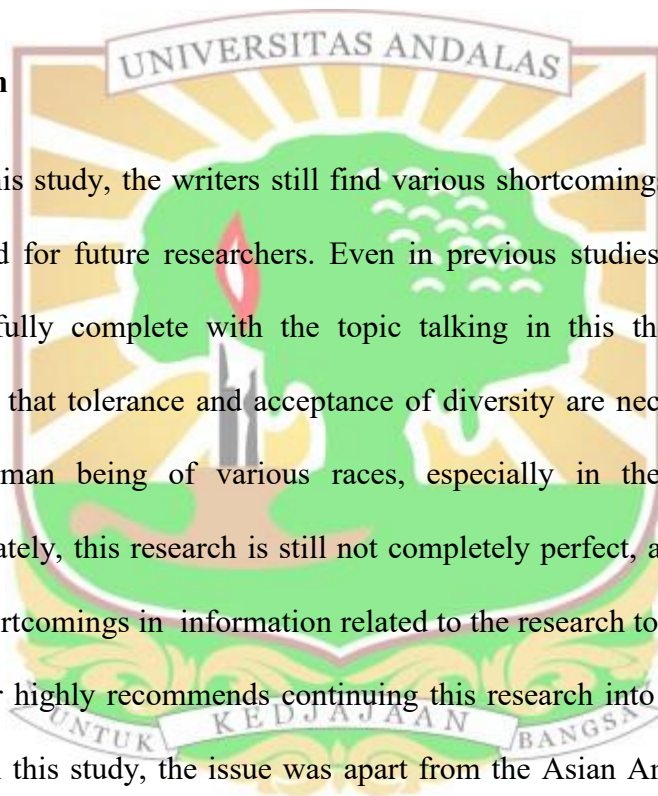 UNIVERSITAS ANDALAS
his study, the writers still find various shortcoming
d for future researchers. Even in previous studies
fully complete with the topic talking in this th
that tolerance and acceptance of diversity are nec
man being of various races, especially in the
ately, this research is still not completely perfect, a
rtcomings in information related to the research to
r highly recommends continuing this research into
UNTUK KEDJAJAAN BANGSA
this study, the issue was apart from the Asian Ar